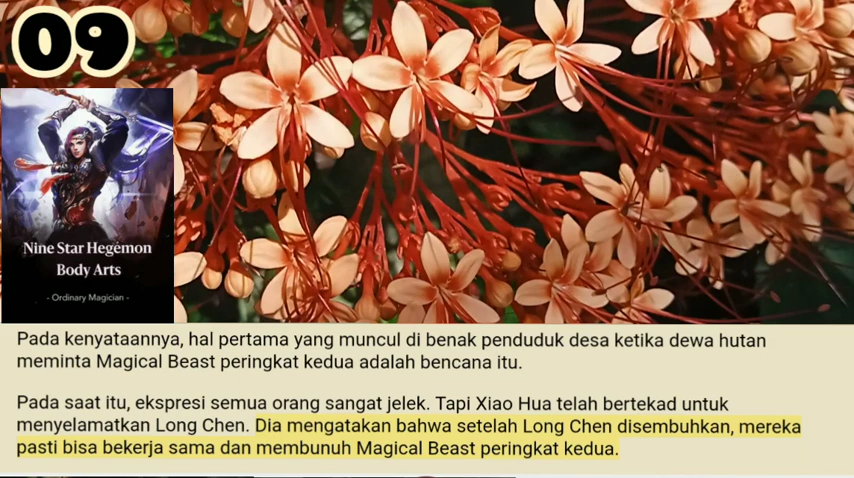 09
Nine Star Hegemon
Body Arts
- Ordinary Magician -
Pada kenyataannya, hal pertama yang muncul di benak penduduk desa ketika dewa hutan
meminta Magical Beast peringkat kedua adalah bencana itu.
Pada saat itu, ekspresi semua orang sangat jelek. Tapi Xiao Hua telah bertekad untuk
menyelamatkan Long Chen. Dia mengatakan bahwa setelah Long Chen disembuhkan, mereka
pasti bisa bekerja sama dan membunuh Magical Beast peringkat kedua.